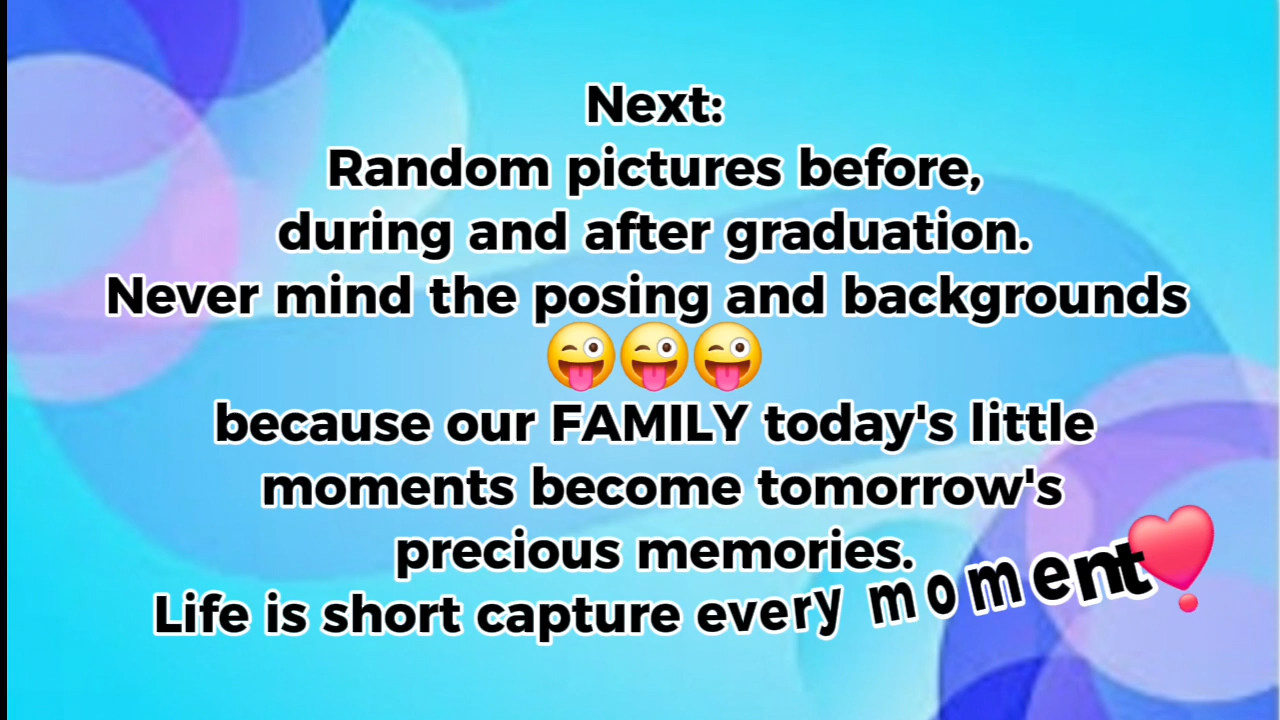 Next:
Random pictures before,
during and after graduation.
Never mind the posing and backgrounds
😜😜😜
because our FAMILY today's little
moments become tomorrow's
precious memories.
Life is short capture every moment❣️